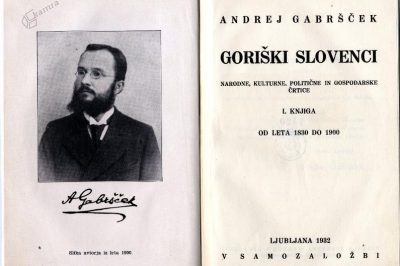 kamra
A Gabršček
Slika avtorja iz leta 1900.
ANDREJ GABRŠČEK
GORIŠKI SLOVENCI
NARODNE, KULTURNE, POLITIČNE IN GOSPODARSKE
ČRTICE
I. KNJIGA
OD LETA 1830 DO 1900
LJUBLJANA 1932
V SAMOZALOŽBI